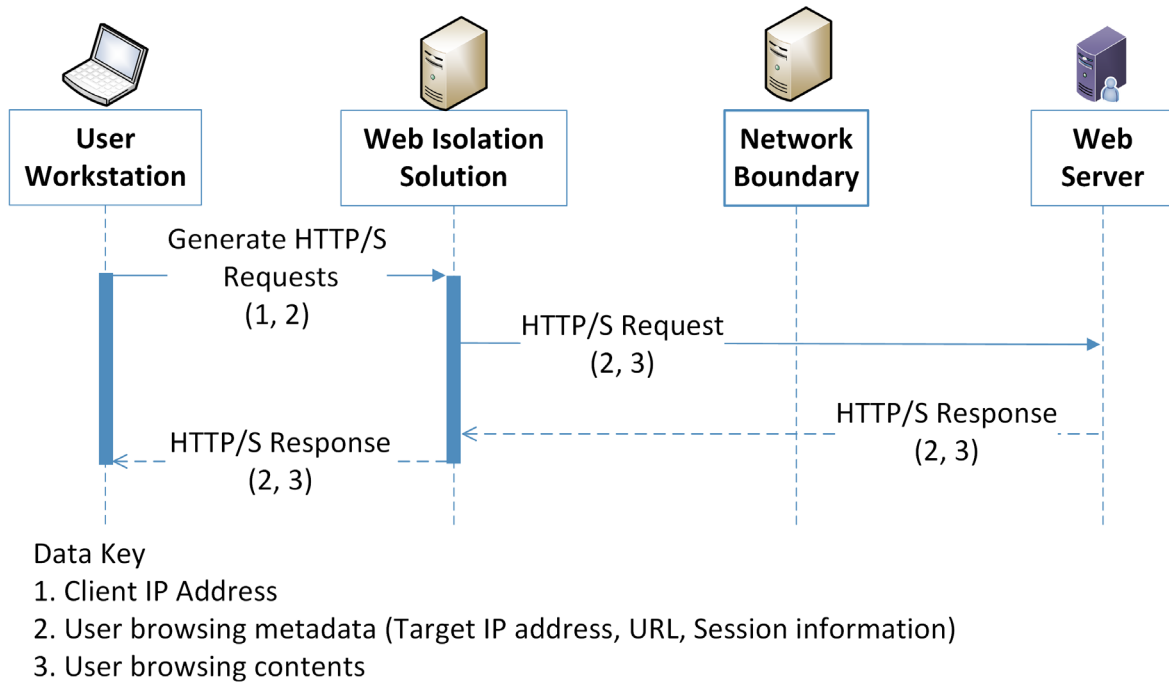 User
Workstation
Web Isolation
Solution
Network
Boundary
Web
Server
Generate HTTP/S
Requests
(1, 2)
HTTP/S Request
(2, 3)
HTTP/S Response
(2, 3)
HTTP/S Response
(2, 3)
Data Key
1. Client IP Address
2. User browsing metadata (Target IP address, URL, Session information)
3. User browsing contents